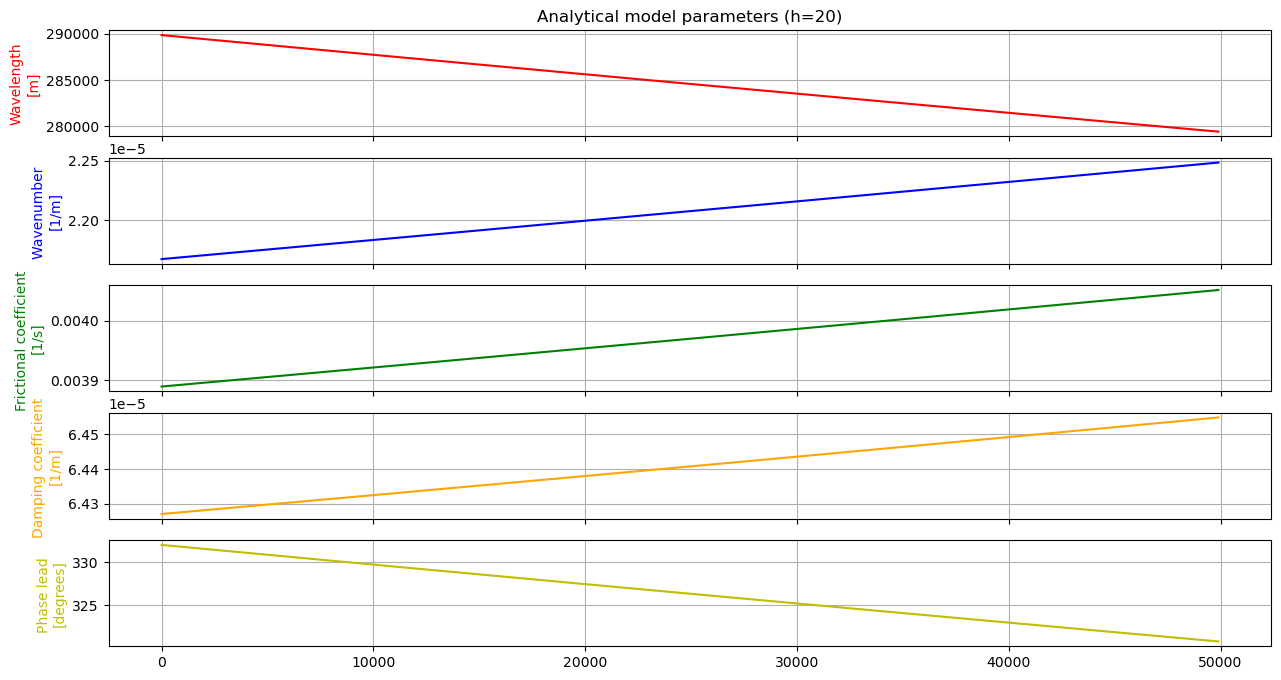 Analytical model parameters (h=20)
Wavelength
[m]
290000
285000
280000
1e−5
Wavenumber
[1/m]
2.25
2.20
Frictional coefficient
[1/s]
0.0040
0.0039
1e−5
Damping coefficient
[1/m]
6.45
6.44
6.43
Phase lead
[degrees]
330
325
0 10000 20000 30000 40000 50000